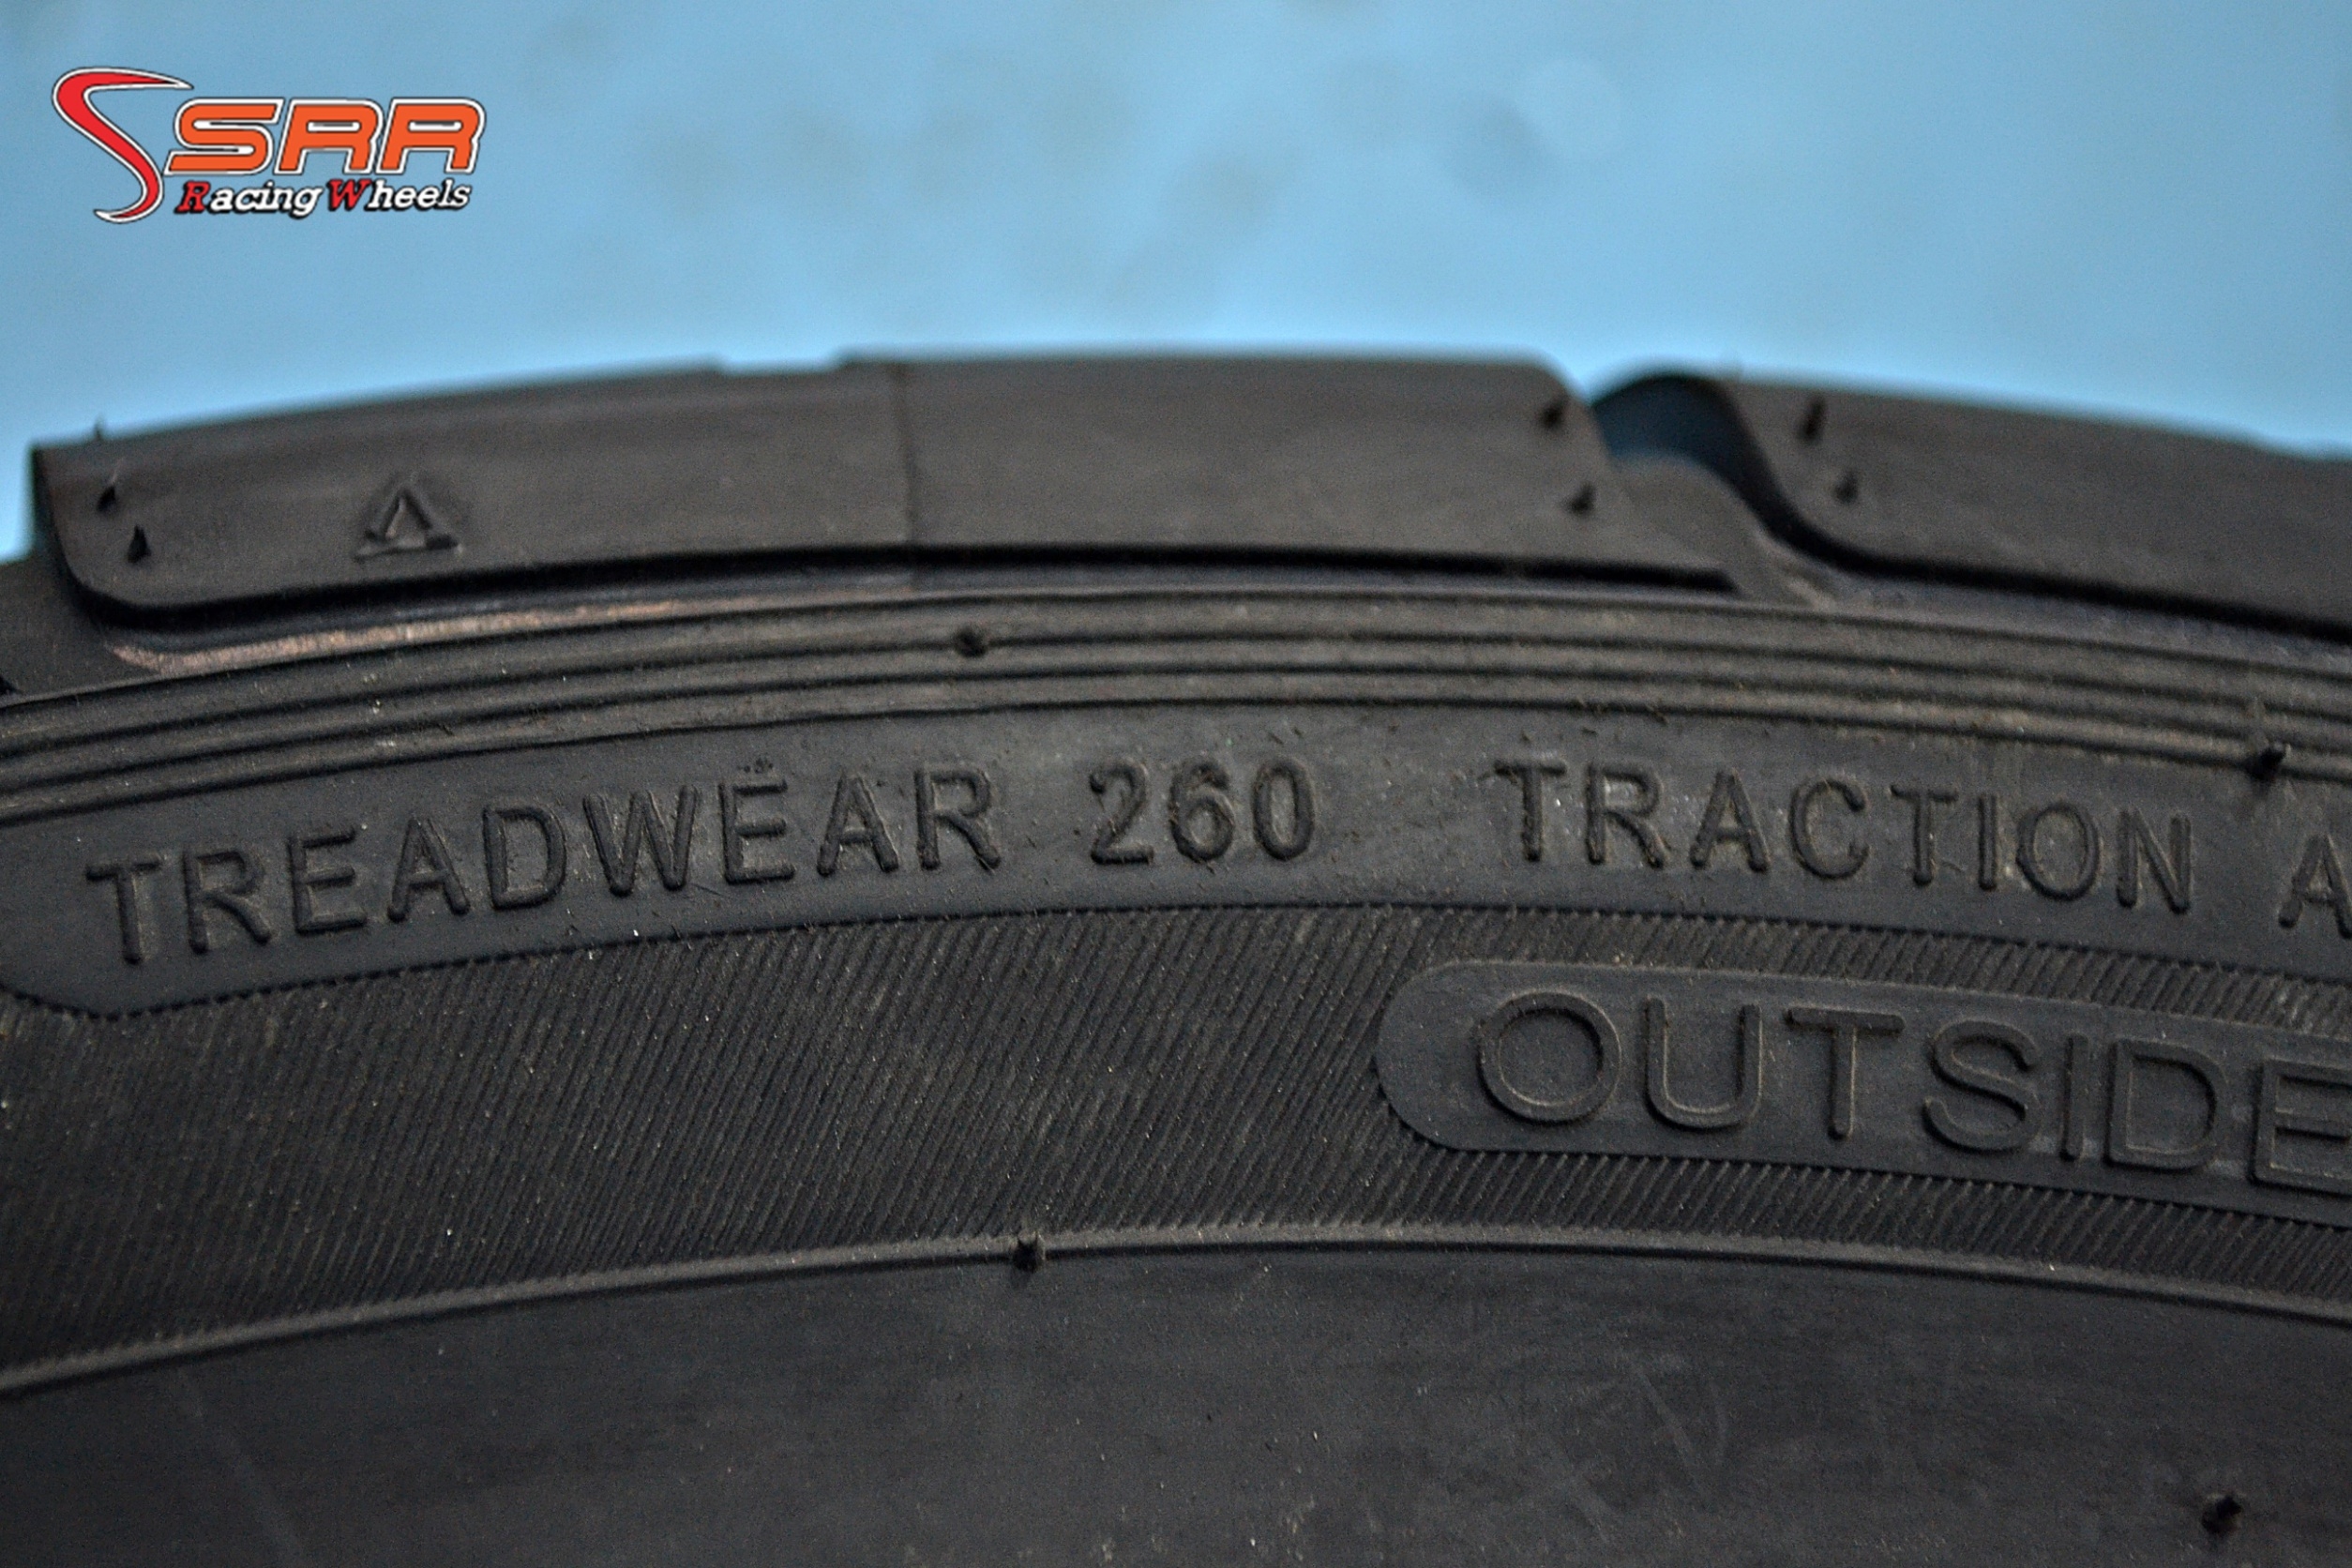 SRR
Racing Wheels
TREADWEAR 260 TRACTION A
OUTSIDE